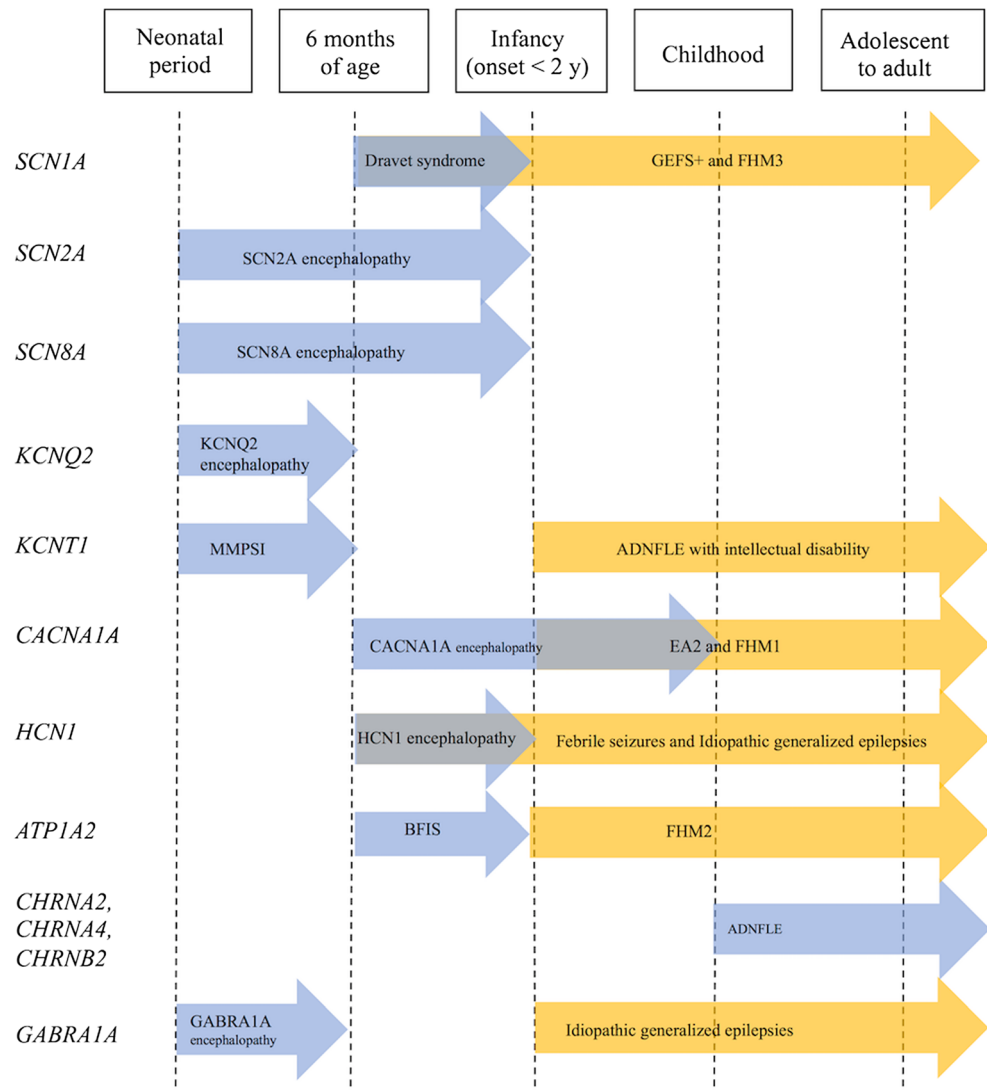 Neonatal
period
6 months
of age
Infancy
(onset < 2 y)
Childhood
Adolescent
to adult
SCN1A
Dravet syndrome
GEFS+ and FHM3
SCN2A
SCN2A encephalopathy
SCN8A
SCN8A encephalopathy
KCNQ2
KCNQ2
encephalopathy
KCNT1
MMPSI
ADNFLE with intellectual disability
CACNA1A
CACNA1A encephalopathy
EA2 and FHM1
HCN1
HCN1 encephalopathy
Febrile seizures and Idiopathic generalized epilepsies
ATP1A2
BFIS
FHM2
CHRNA2,
CHRNA4,
CHRNB2
ADNFLE
GABRA1A
GABRA1A
encephalopathy
Idiopathic generalized epilepsies